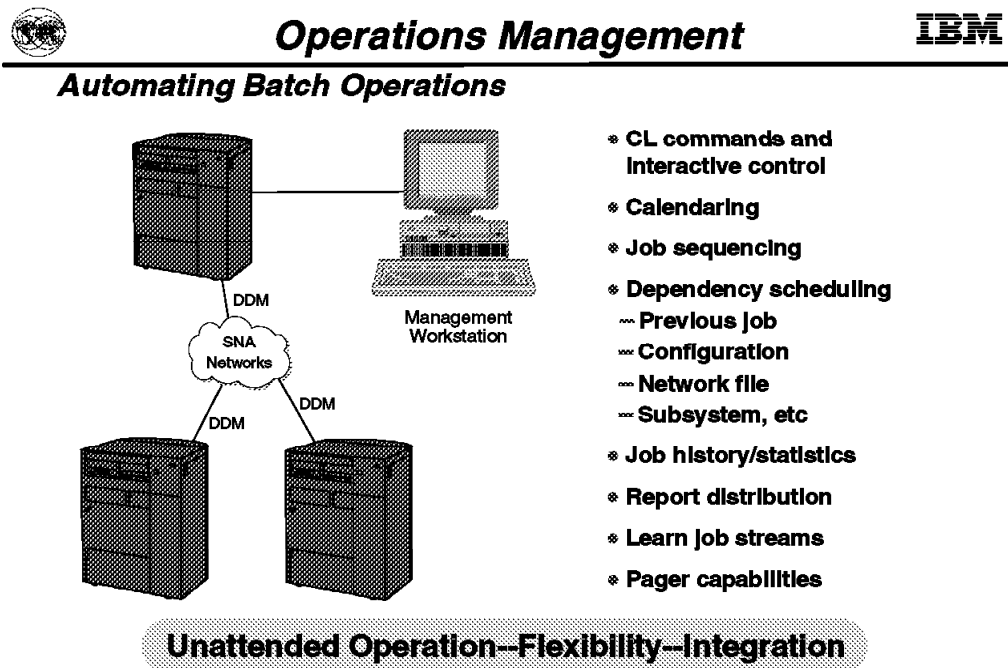 Operations Management
IBM
Automating Batch Operations
DDM
SNA
Networks
DDM
DDM
Management
Workstation
CL commands and
interactive control
Calendaring
Job sequencing
Dependency scheduling
Previous job
Configuration
Network file
Subsystem, etc
Job history/statistics
Report distribution
Learn job streams
Pager capabilities
Unattended Operation--Flexibility--Integration